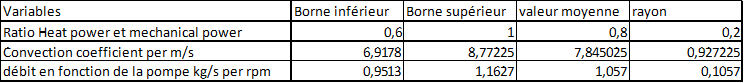 Variables Borne inférieur Borne supérieur valeur moyenne rayon
Ratio Heat power et mechanical power 0,6 1 0,8 0,2
Convection coefficient per m/s 6,9178 8,77225 7,845025 0,927225
débit en fonction de la pompe kg/s per rpm 0,9513 1,1627 1,057 0,1057